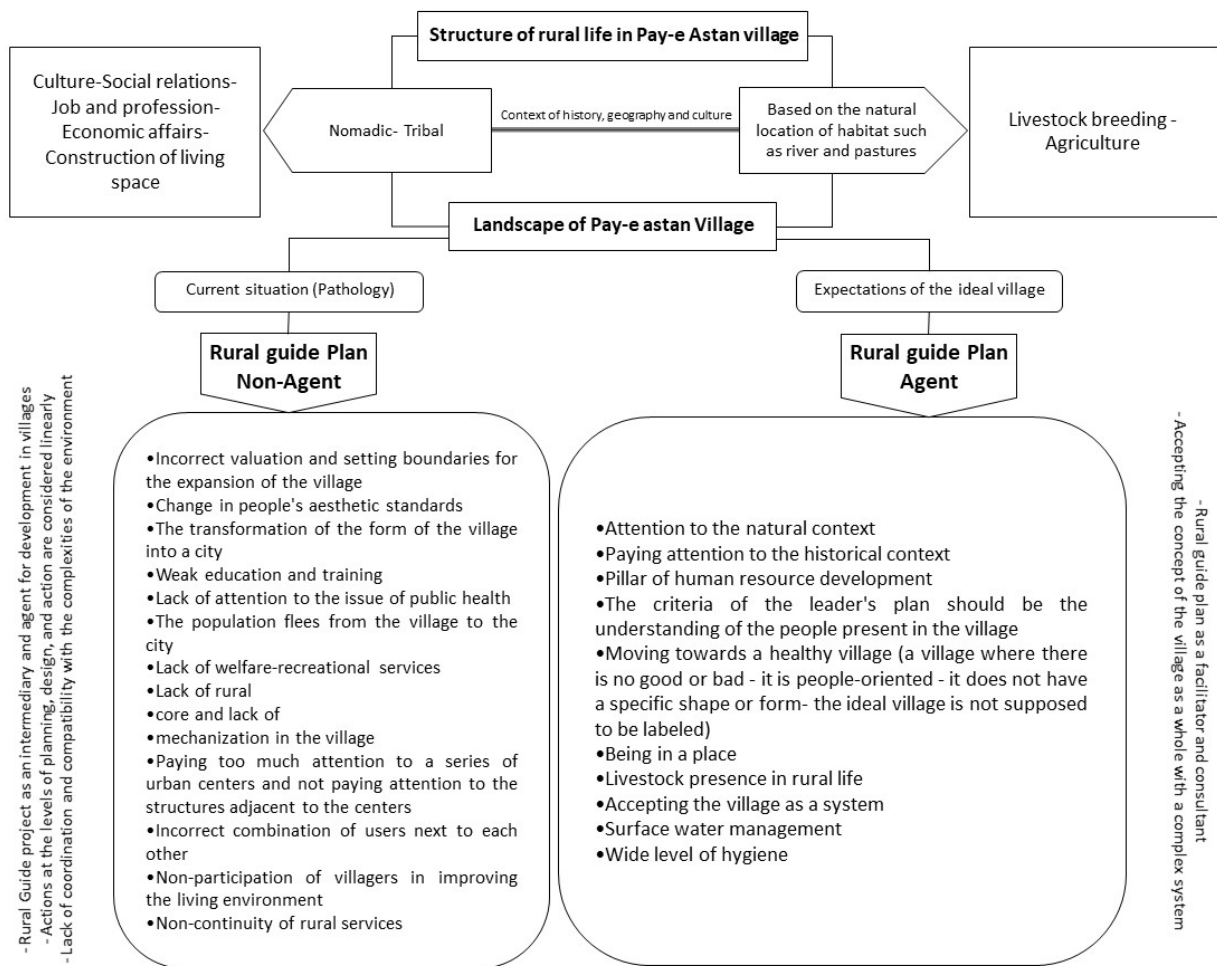 Structure of rural life in Pay-e Astan village
Culture-Social relations-
Job and profession-
Economic affairs-
Construction of living
space
Nomadic- Tribal
Context of history, geography and culture
Based on the natural
location of habitat such
as river and pastures
Livestock breeding -
Agriculture
Landscape of Pay-e astan Village
Current situation (Pathology)
Expectations of the ideal village
Rural guide Plan
Non-Agent
Rural guide Plan
Agent
- Rural Guide project as an intermediary and agent for development in villages
- Actions at the levels of planning, design, and action are considered linearly
- Lack of coordination and compatibility with the complexities of the environment
•Incorrect valuation and setting boundaries for
the expansion of the village
•Change in people's aesthetic standards
•The transformation of the form of the village
into a city
•Weak education and training
•Lack of attention to the issue of public health
•The population flees from the village to the
city
•Lack of welfare-recreational services
•Lack of rural
•core and lack of
•mechanization in the village
•Paying too much attention to a series of
urban centers and not paying attention to the
structures adjacent to the centers
•Incorrect combination of users next to each
other
•Non-participation of villagers in improving
the living environment
•Non-continuity of rural services
•Attention to the natural context
•Paying attention to the historical context
•Pillar of human resource development
•The criteria of the leader's plan should be the
understanding of the people present in the village
•Moving towards a healthy village (a village where there
is no good or bad - it is people-oriented - it does not have
a specific shape or form- the ideal village is not supposed
to be labeled)
•Being in a place
•Livestock presence in rural life
•Accepting the village as a system
•Surface water management
•Wide level of hygiene
- Rural guide plan as a facilitator and consultant
- Accepting the concept of the village as a whole with a complex system